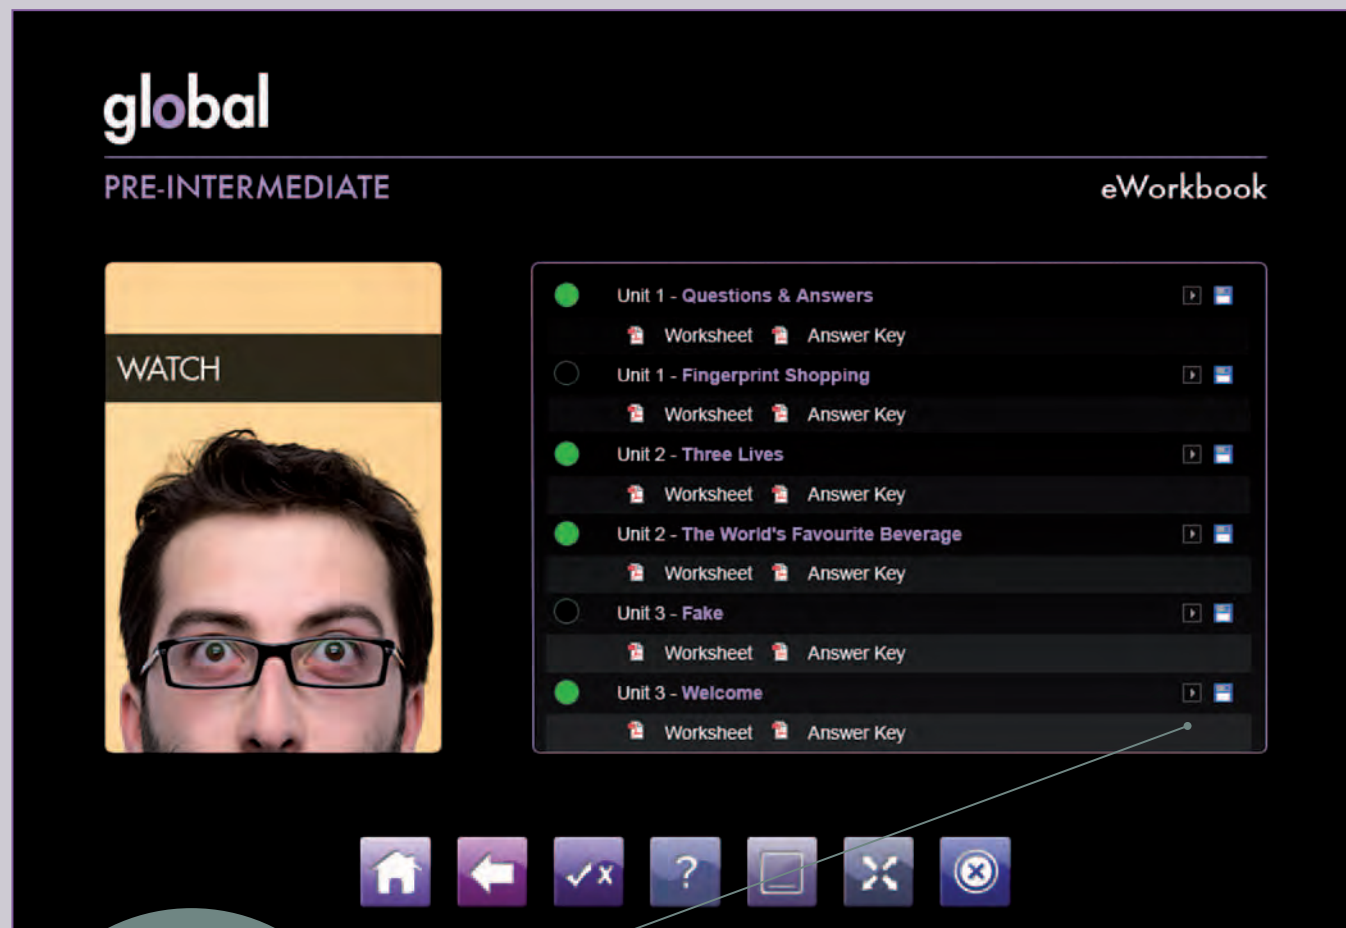 global
PRE-INTERMEDIATE
eWorkbook
WATCH
Unit 1 - Questions & Answers
Worksheet Answer Key
Unit 1 - Fingerprint Shopping
Worksheet Answer Key
Unit 2 - Three Lives
Worksheet Answer Key
Unit 2 - The World's Favourite Beverage
Worksheet Answer Key
Unit 3 - Fake
Worksheet Answer Key
Unit 3 - Welcome
Worksheet Answer Key